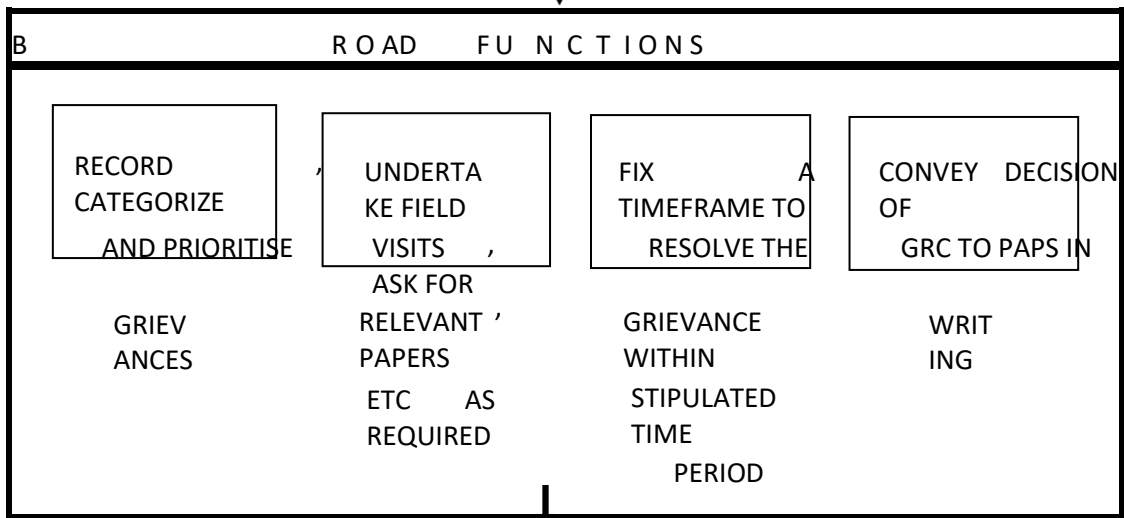 B ROAD FUNCTIONS
RECORD ,
CATEGORIZE
AND PRIORITISE
GRIEV
ANCES
UNDERTA
KE FIELD
VISITS ,
ASK FOR
RELEVANT ,
PAPERS
ETC AS
REQUIRED
FIX A
TIMEFRAME TO
RESOLVE THE
GRIEVANCE
WITHIN
STIPULATED
TIME
PERIOD
CONVEY DECISION
OF
GRC TO PAPS IN
WRIT
ING